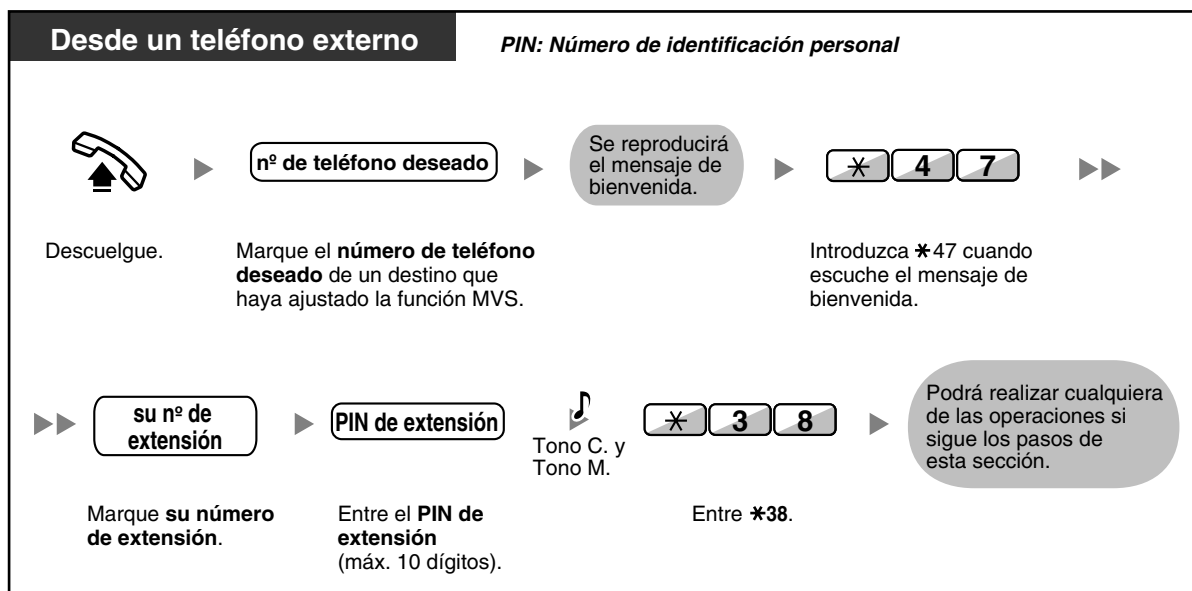 Desde un teléfono externo
PIN: Número de identificación personal
nº de teléfono deseado
Se reproducirá
el mensaje de
bienvenida.
* 4 7
Descuelgue.
Marque el número de teléfono
deseado de un destino que
haya ajustado la función MVS.
Introduzca *47 cuando
escuche el mensaje de
bienvenida.
su nº de
extensión
PIN de extensión
Tono C. y
Tono M.
* 3 8
Podrá realizar cualquiera
de las operaciones si
sigue los pasos de
esta sección.
Marque su número
de extensión.
Entre el PIN de
extensión
(máx. 10 dígitos).
Entre *38.